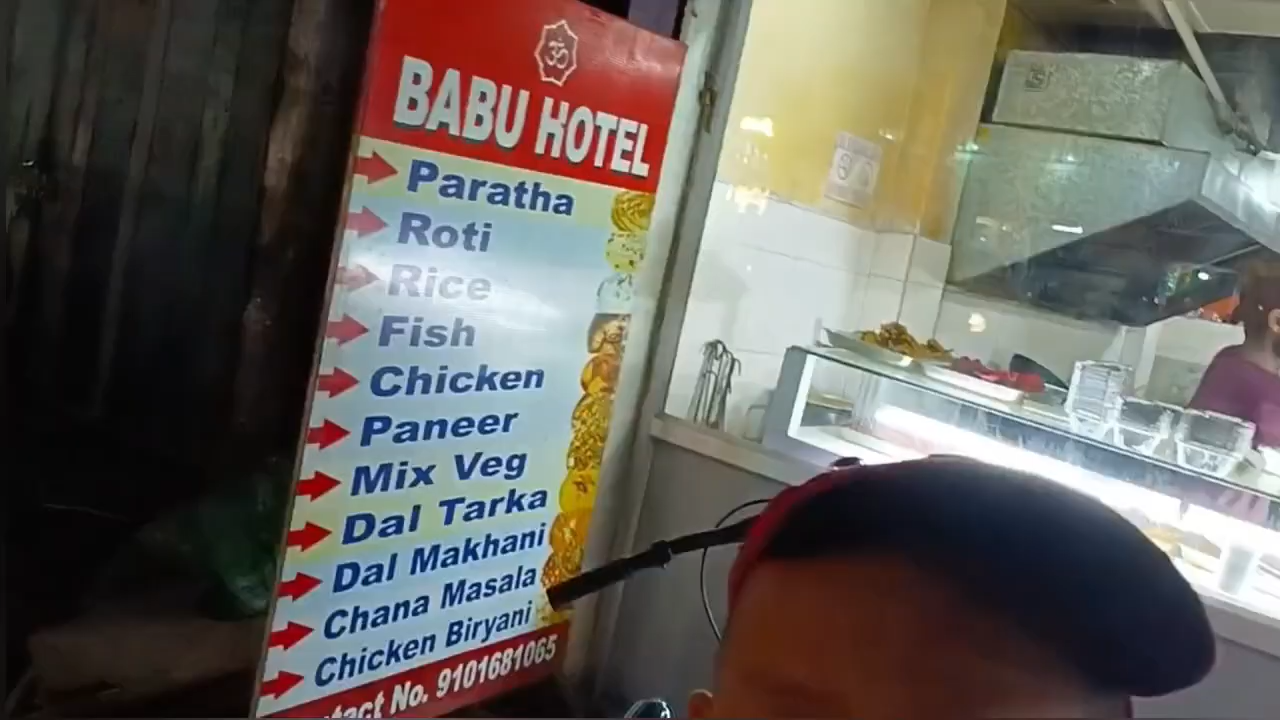 ॐ
BABU HOTEL
Paratha
Roti
Rice
Fish
Chicken
Paneer
Mix Veg
Dal Tarka
Dal Makhani
Chana Masala
Chicken Biryani
tact No. 9101681065